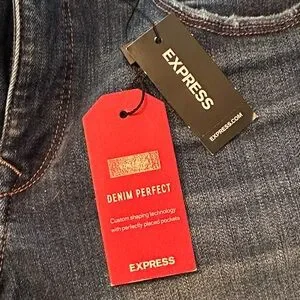 EXPRESS
EXPRESS.COM
DENIM PERFECT
Custom shaping technology
with perfectly placed pockets
EXPRESS